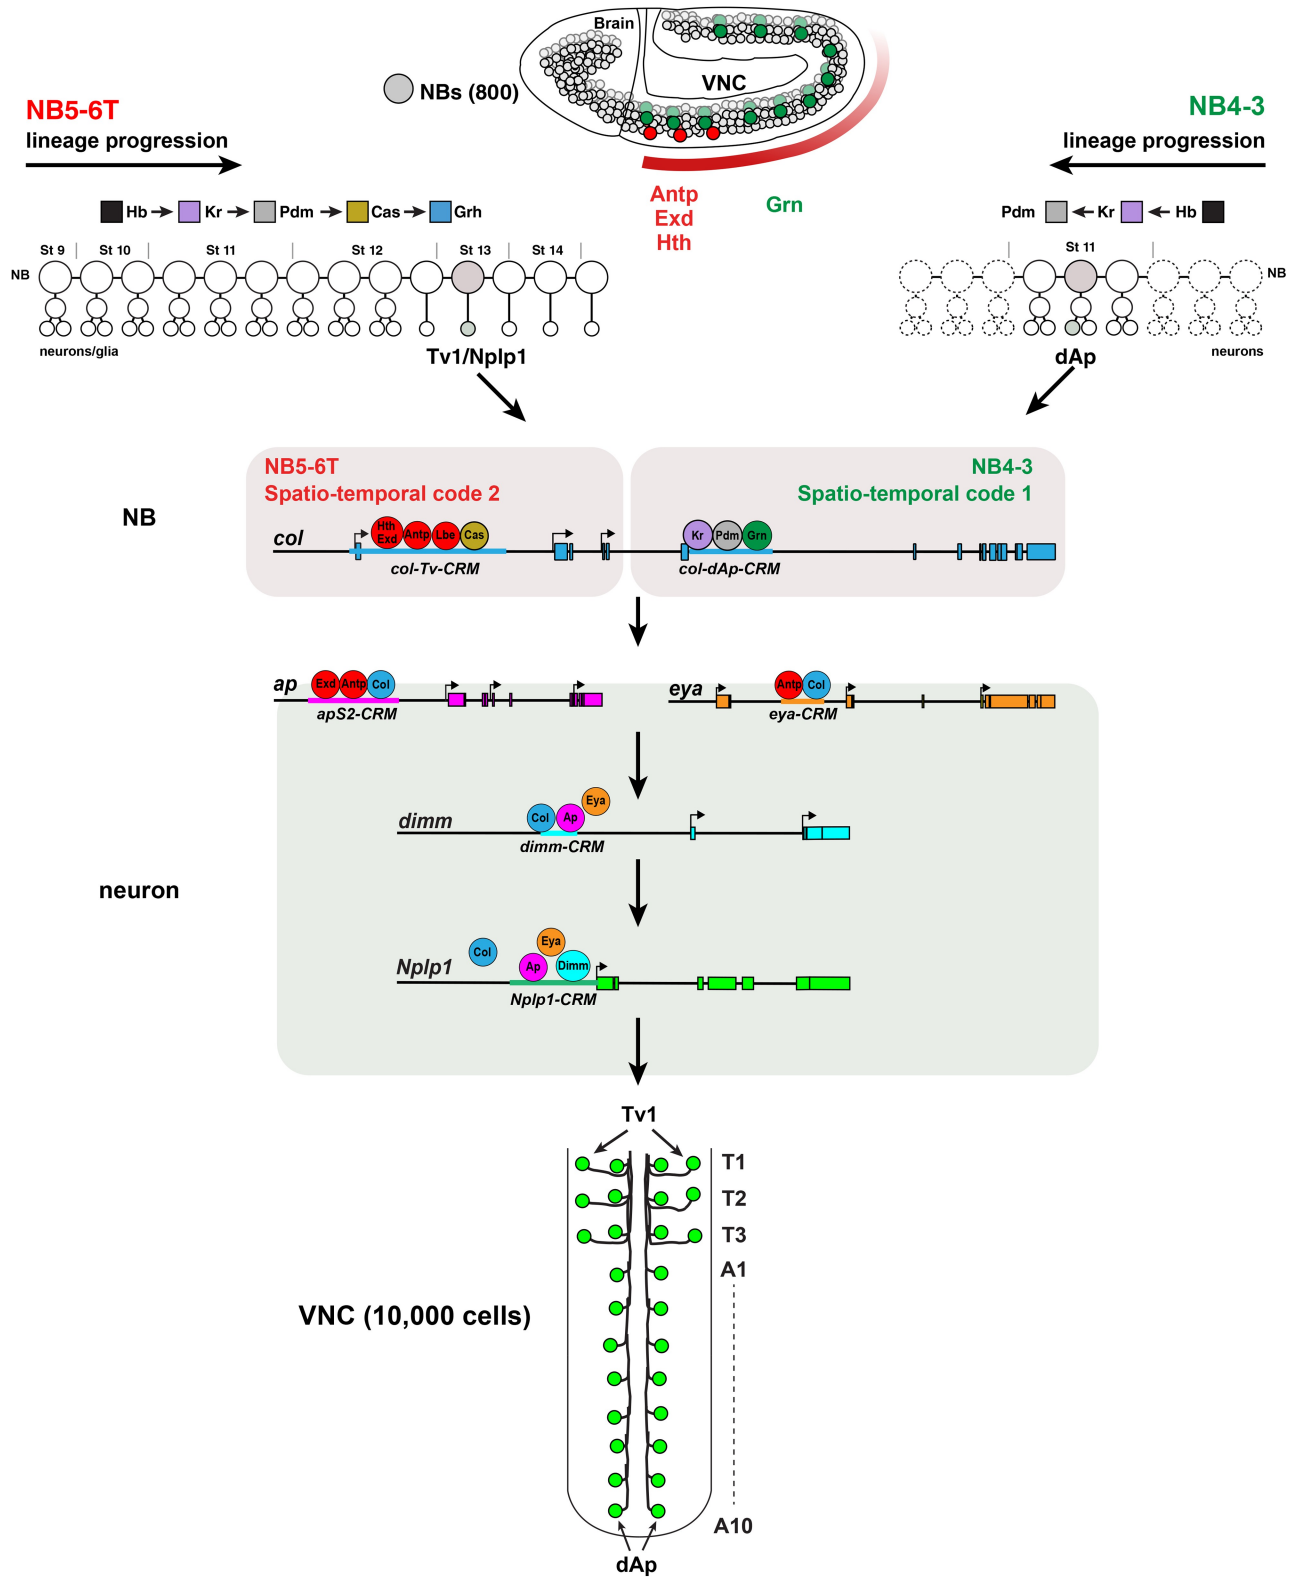 Brain
VNC
NBs (800)
NB5-6T
lineage progression
NB4-3
lineage progression
Antp
Exd
Hth
Grn
Hb Kr Pdm Cas Grh
Pdm Kr Hb
St 9 St 10 St 11 St 12 St 13 St 14
NB
neurons/glia
Tv1/Nplp1
St 11
NB
neurons
dAp
NB
NB5-6T
Spatio-temporal code 2
NB4-3
Spatio-temporal code 1
col
Hth
Exd
Antp Lbe Cas
col-Tv-CRM
Kr Pdm Grn
col-dAp-CRM
ap
Exd Antp Col
apS2-CRM
eya
Antp Col
eya-CRM
neuron
dimm
Col Ap Eya
dimm-CRM
Nplp1
Col
Eya
Ap Dimm
Nplp1-CRM
Tv1
T1
T2
T3
A1
VNC (10,000 cells)
A10
dAp